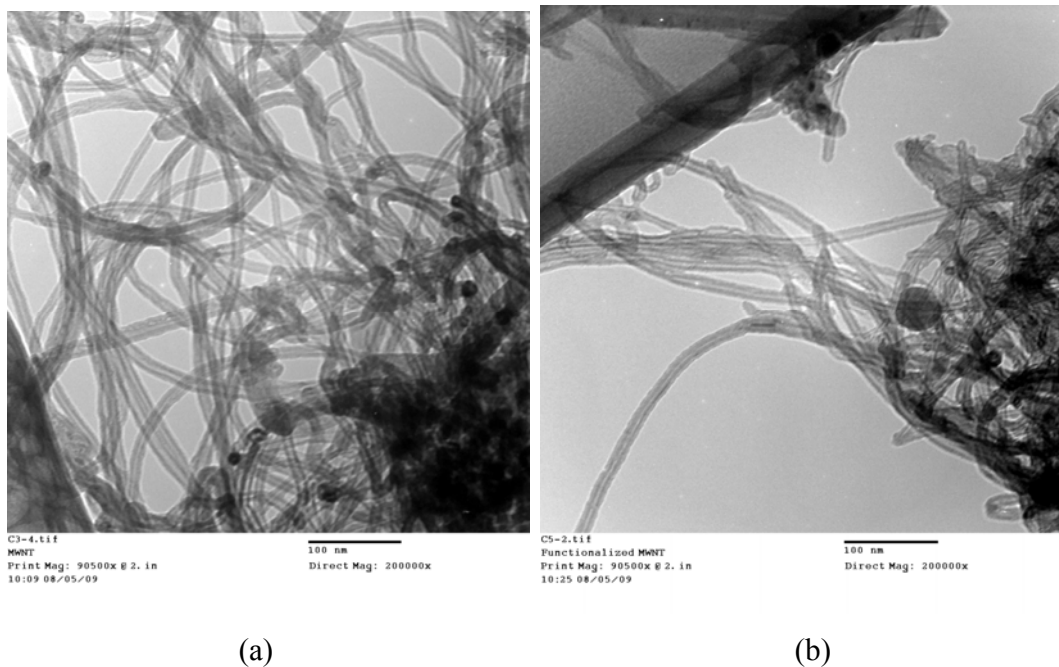 C3-4.tif
MWNT
Print Mag: 90500x @ 2. in
10:09 08/05/09
100 nm
Direct Mag: 200000x
C5-2.tif
Functionalized MWNT
Print Mag: 90500x @ 2. in
10:25 08/05/09
100 nm
Direct Mag: 200000x
(a)
(b)